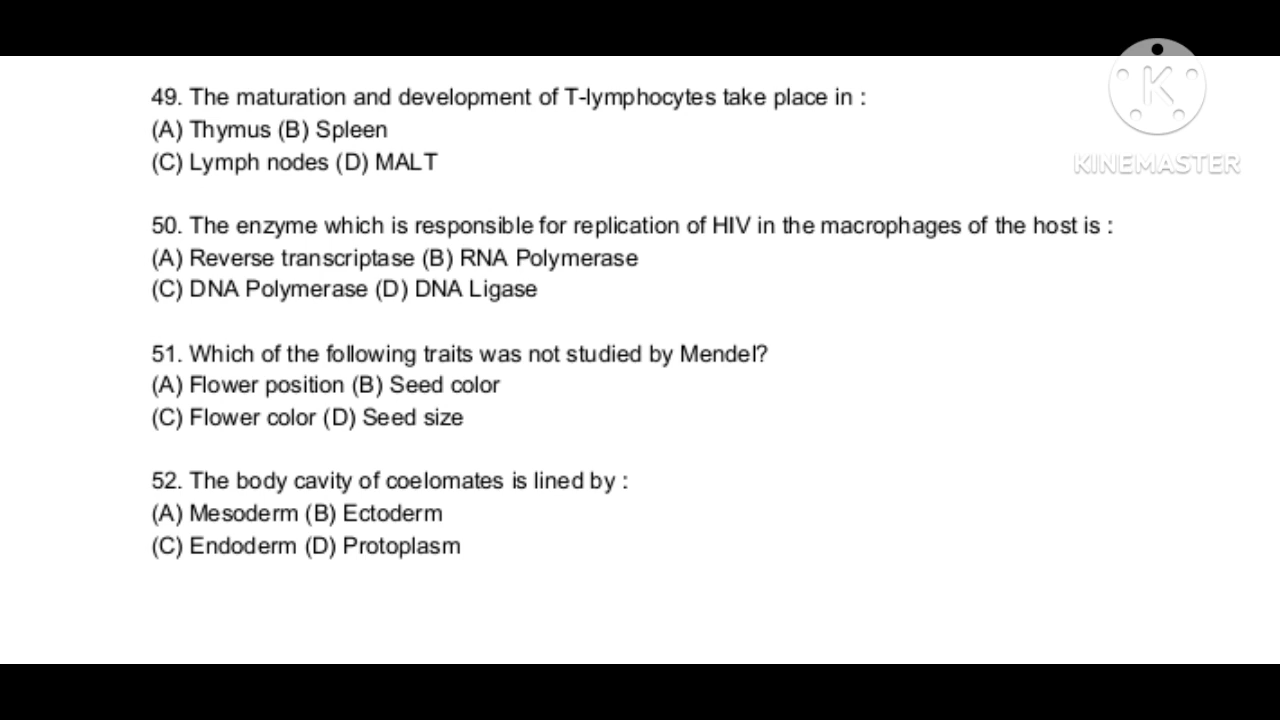 49. The maturation and development of T-lymphocytes take place in :
(A) Thymus (B) Spleen
(C) Lymph nodes (D) MALT
50. The enzyme which is responsible for replication of HIV in the macrophages of the host is :
(A) Reverse transcriptase (B) RNA Polymerase
(C) DNA Polymerase (D) DNA Ligase
51. Which of the following traits was not studied by Mendel?
(A) Flower position (B) Seed color
(C) Flower color (D) Seed size
52. The body cavity of coelomates is lined by :
(A) Mesoderm (B) Ectoderm
(C) Endoderm (D) Protoplasm
K
KINEMASTER